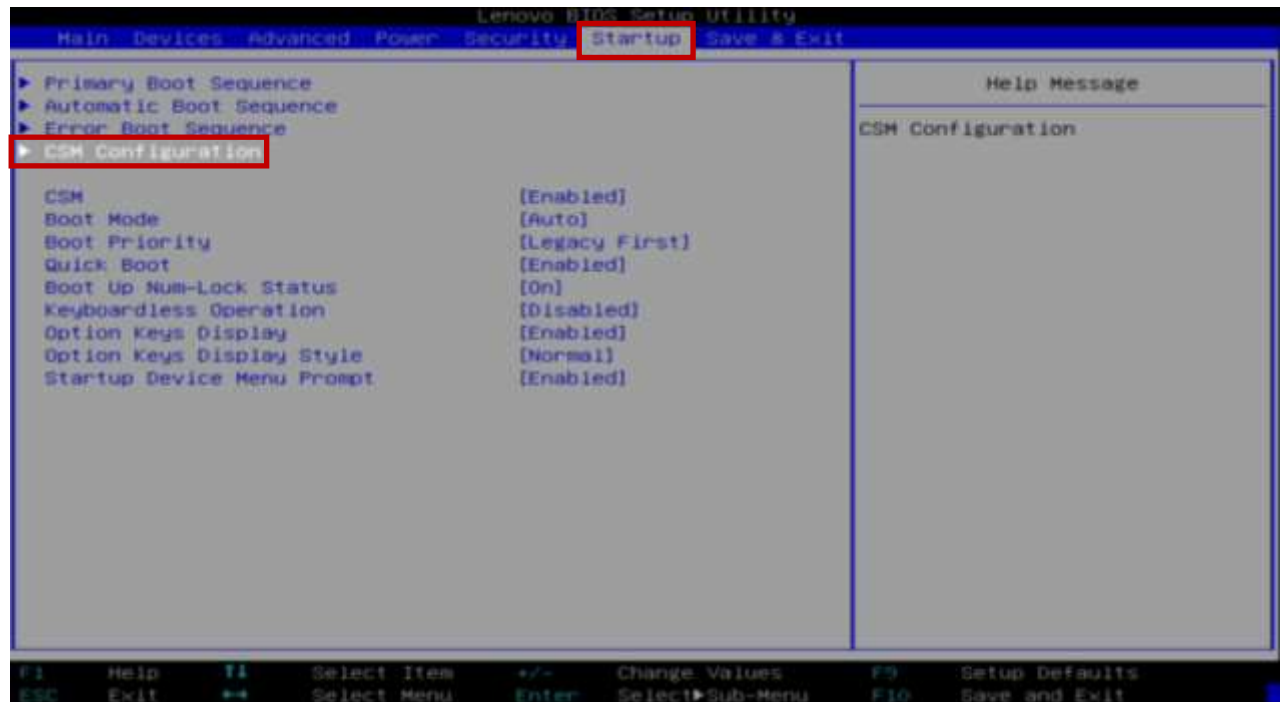 Lenovo BIOS Setup Utility
Main Devices Advanced Power Security Startup Save & Exit
Primary Boot Sequence
Automatic Boot Sequence
Error Boot Sequence
CSM Configuration
CSM [Enabled]
Boot Mode [Auto]
Boot Priority [Legacy First]
Quick Boot [Enabled]
Boot Up Num-Lock Status [On]
Keyboardless Operation [Disabled]
Option Keys Display [Enabled]
Option Keys Display Style [Normal]
Startup Device Menu Prompt [Enabled]
Help Message
CSM Configuration
F1 Help ↑↓ Select Item +/- Change Values F9 Setup Defaults
ESC Exit ↔ Select Menu Enter Select▶Sub-Menu F10 Save and Exit